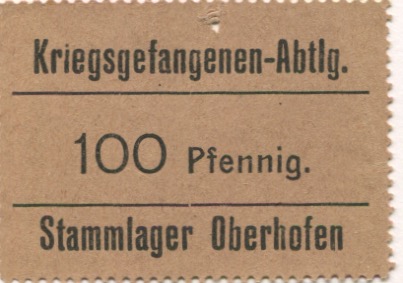 Kriegsgefangenen-Abtlg.
100 Pfennig.
Stammlager Oberhofen